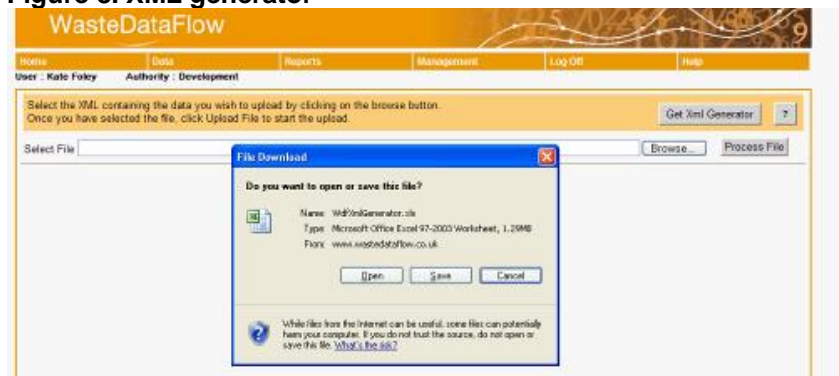 Figure 8: XML generator
WasteDataFlow
Home Data Reports Management Log Off Help
User : Kate Foley Authority : Development
Select the XML containing the data you wish to upload by clicking on the browse button.
Once you have selected the file, click Upload File to start the upload.
Get Xml Generator ?
Select File Browse... Process File
File Download
Do you want to open or save this file?
Name: WdfXmlGenerator.xls
Type: Microsoft Office Excel 97-2003 Worksheet, 1.29MB
From: www.wastedataflow.co.uk
Open Save Cancel
While files from the Internet can be useful, some files can potentially
harm your computer. If you do not trust the source, do not open or
save this file. What's the risk?